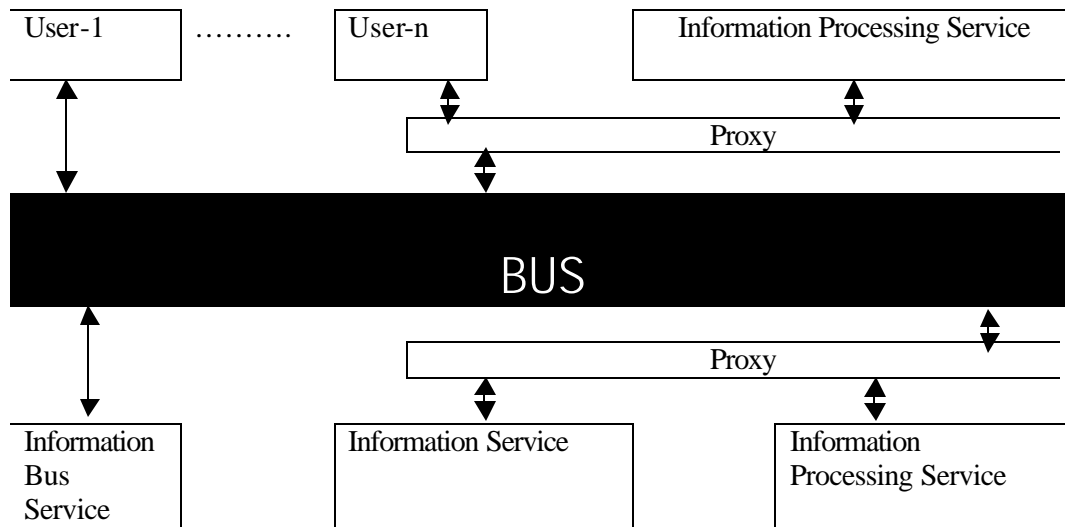 User-1 ………. User-n Information Processing Service
Proxy
BUS
Proxy
Information
Bus
Service
Information Service
Information
Processing Service